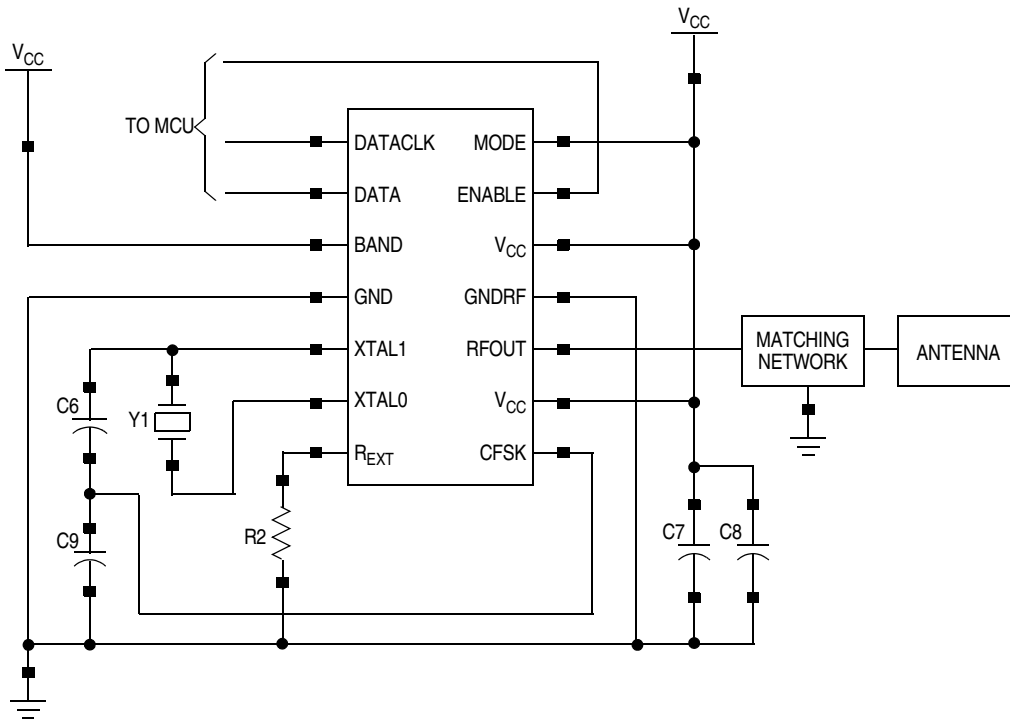 VCC
VCC
TO MCU
DATACLK MODE
DATA ENABLE
BAND VCC
GND GNDRF
XTAL1 RFOUT
MATCHING
NETWORK
ANTENNA
XTAL0 VCC
C6
Y1
REXT CFSK
R2
C9
C7
C8